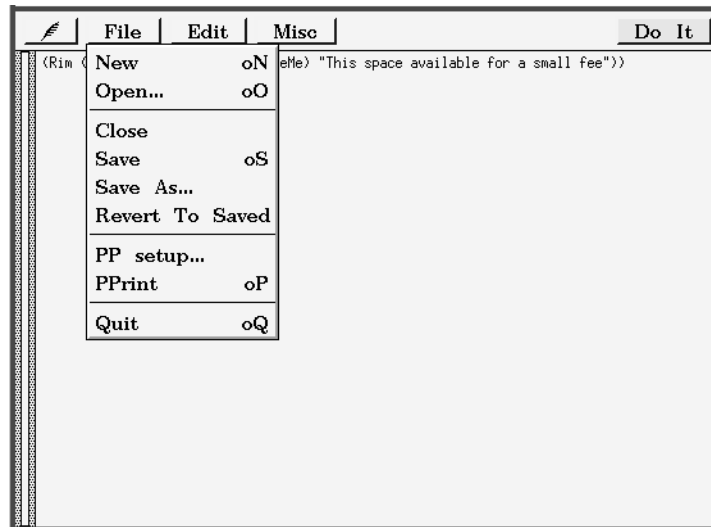 File Edit Misc Do It
(Rim ( eMe) "This space available for a small fee"))
New oN
Open... oO
Close
Save oS
Save As...
Revert To Saved
PP setup...
PPrint oP
Quit oQ